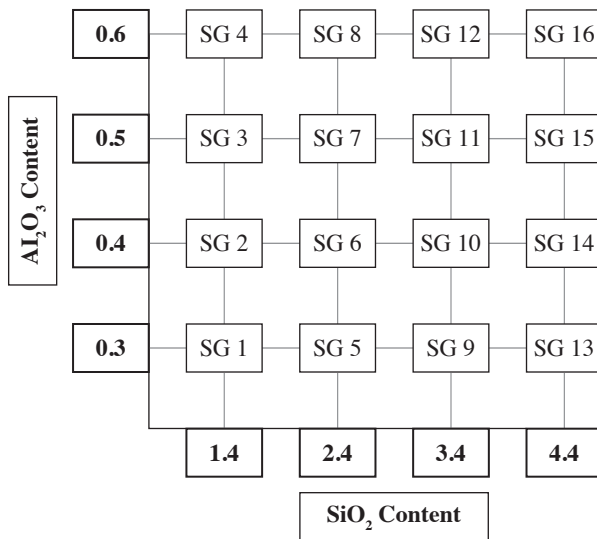 0.6 SG 4 SG 8 SG 12 SG 16
0.5 SG 3 SG 7 SG 11 SG 15
Al₂O₃ Content
0.4 SG 2 SG 6 SG 10 SG 14
0.3 SG 1 SG 5 SG 9 SG 13
1.4 2.4 3.4 4.4
SiO₂ Content